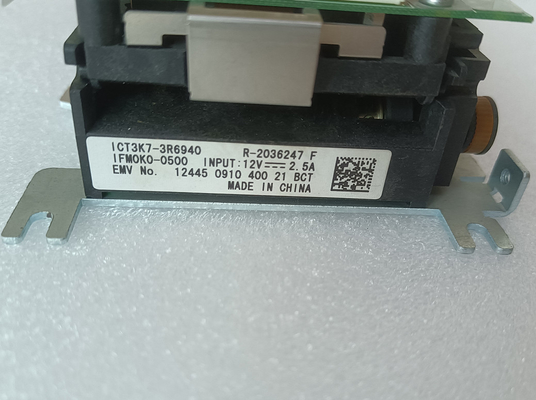 ICT3K7-3R6940 R-2036247 F
IFM0K0-0500 INPUT:12V⎓2.5A
EMV No. 12445 0910 400 21 BCT
MADE IN CHINA